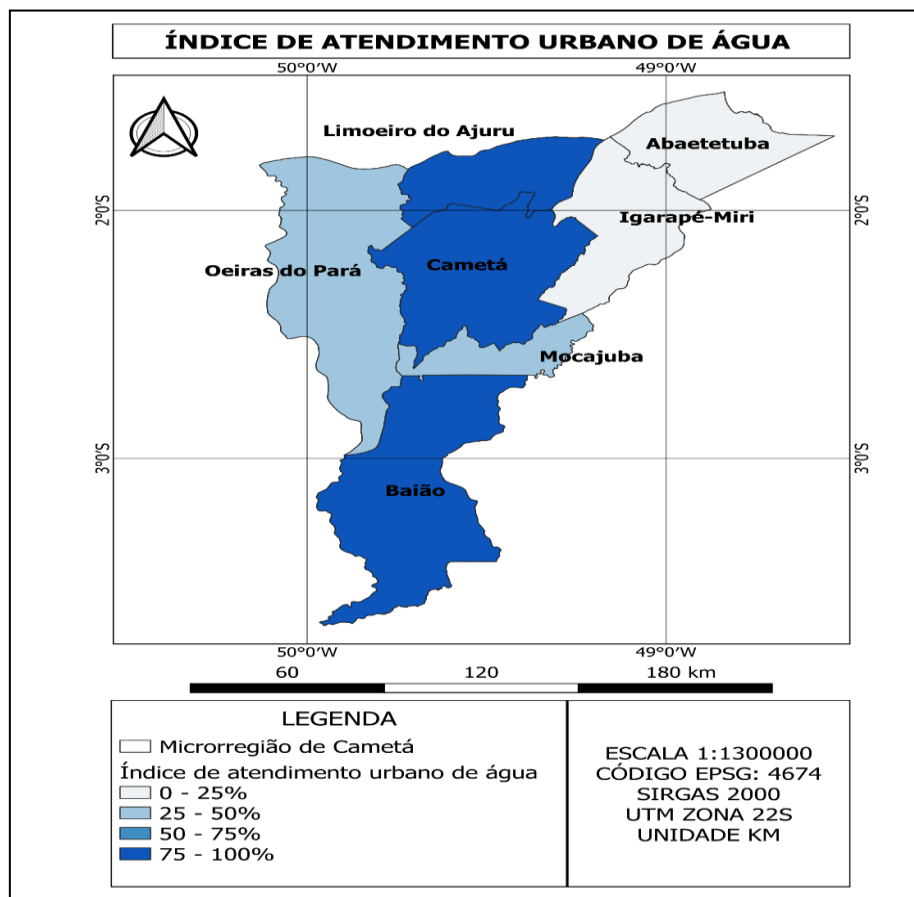 ÍNDICE DE ATENDIMENTO URBANO DE ÁGUA
50°0'W 49°0'W
Limoeiro do Ajuru
Abaetetuba
2°0'S 2°0'S
Igarapé-Miri
Oeiras do Pará
Cametá
Mocajuba
3°0'S 3°0'S
Baião
50°0'W 49°0'W
60 120 180 km
LEGENDA
Microrregião de Cametá
Índice de atendimento urbano de água
0 - 25%
25 - 50%
50 - 75%
75 - 100%
ESCALA 1:1300000
CÓDIGO EPSG: 4674
SIRGAS 2000
UTM ZONA 22S
UNIDADE KM